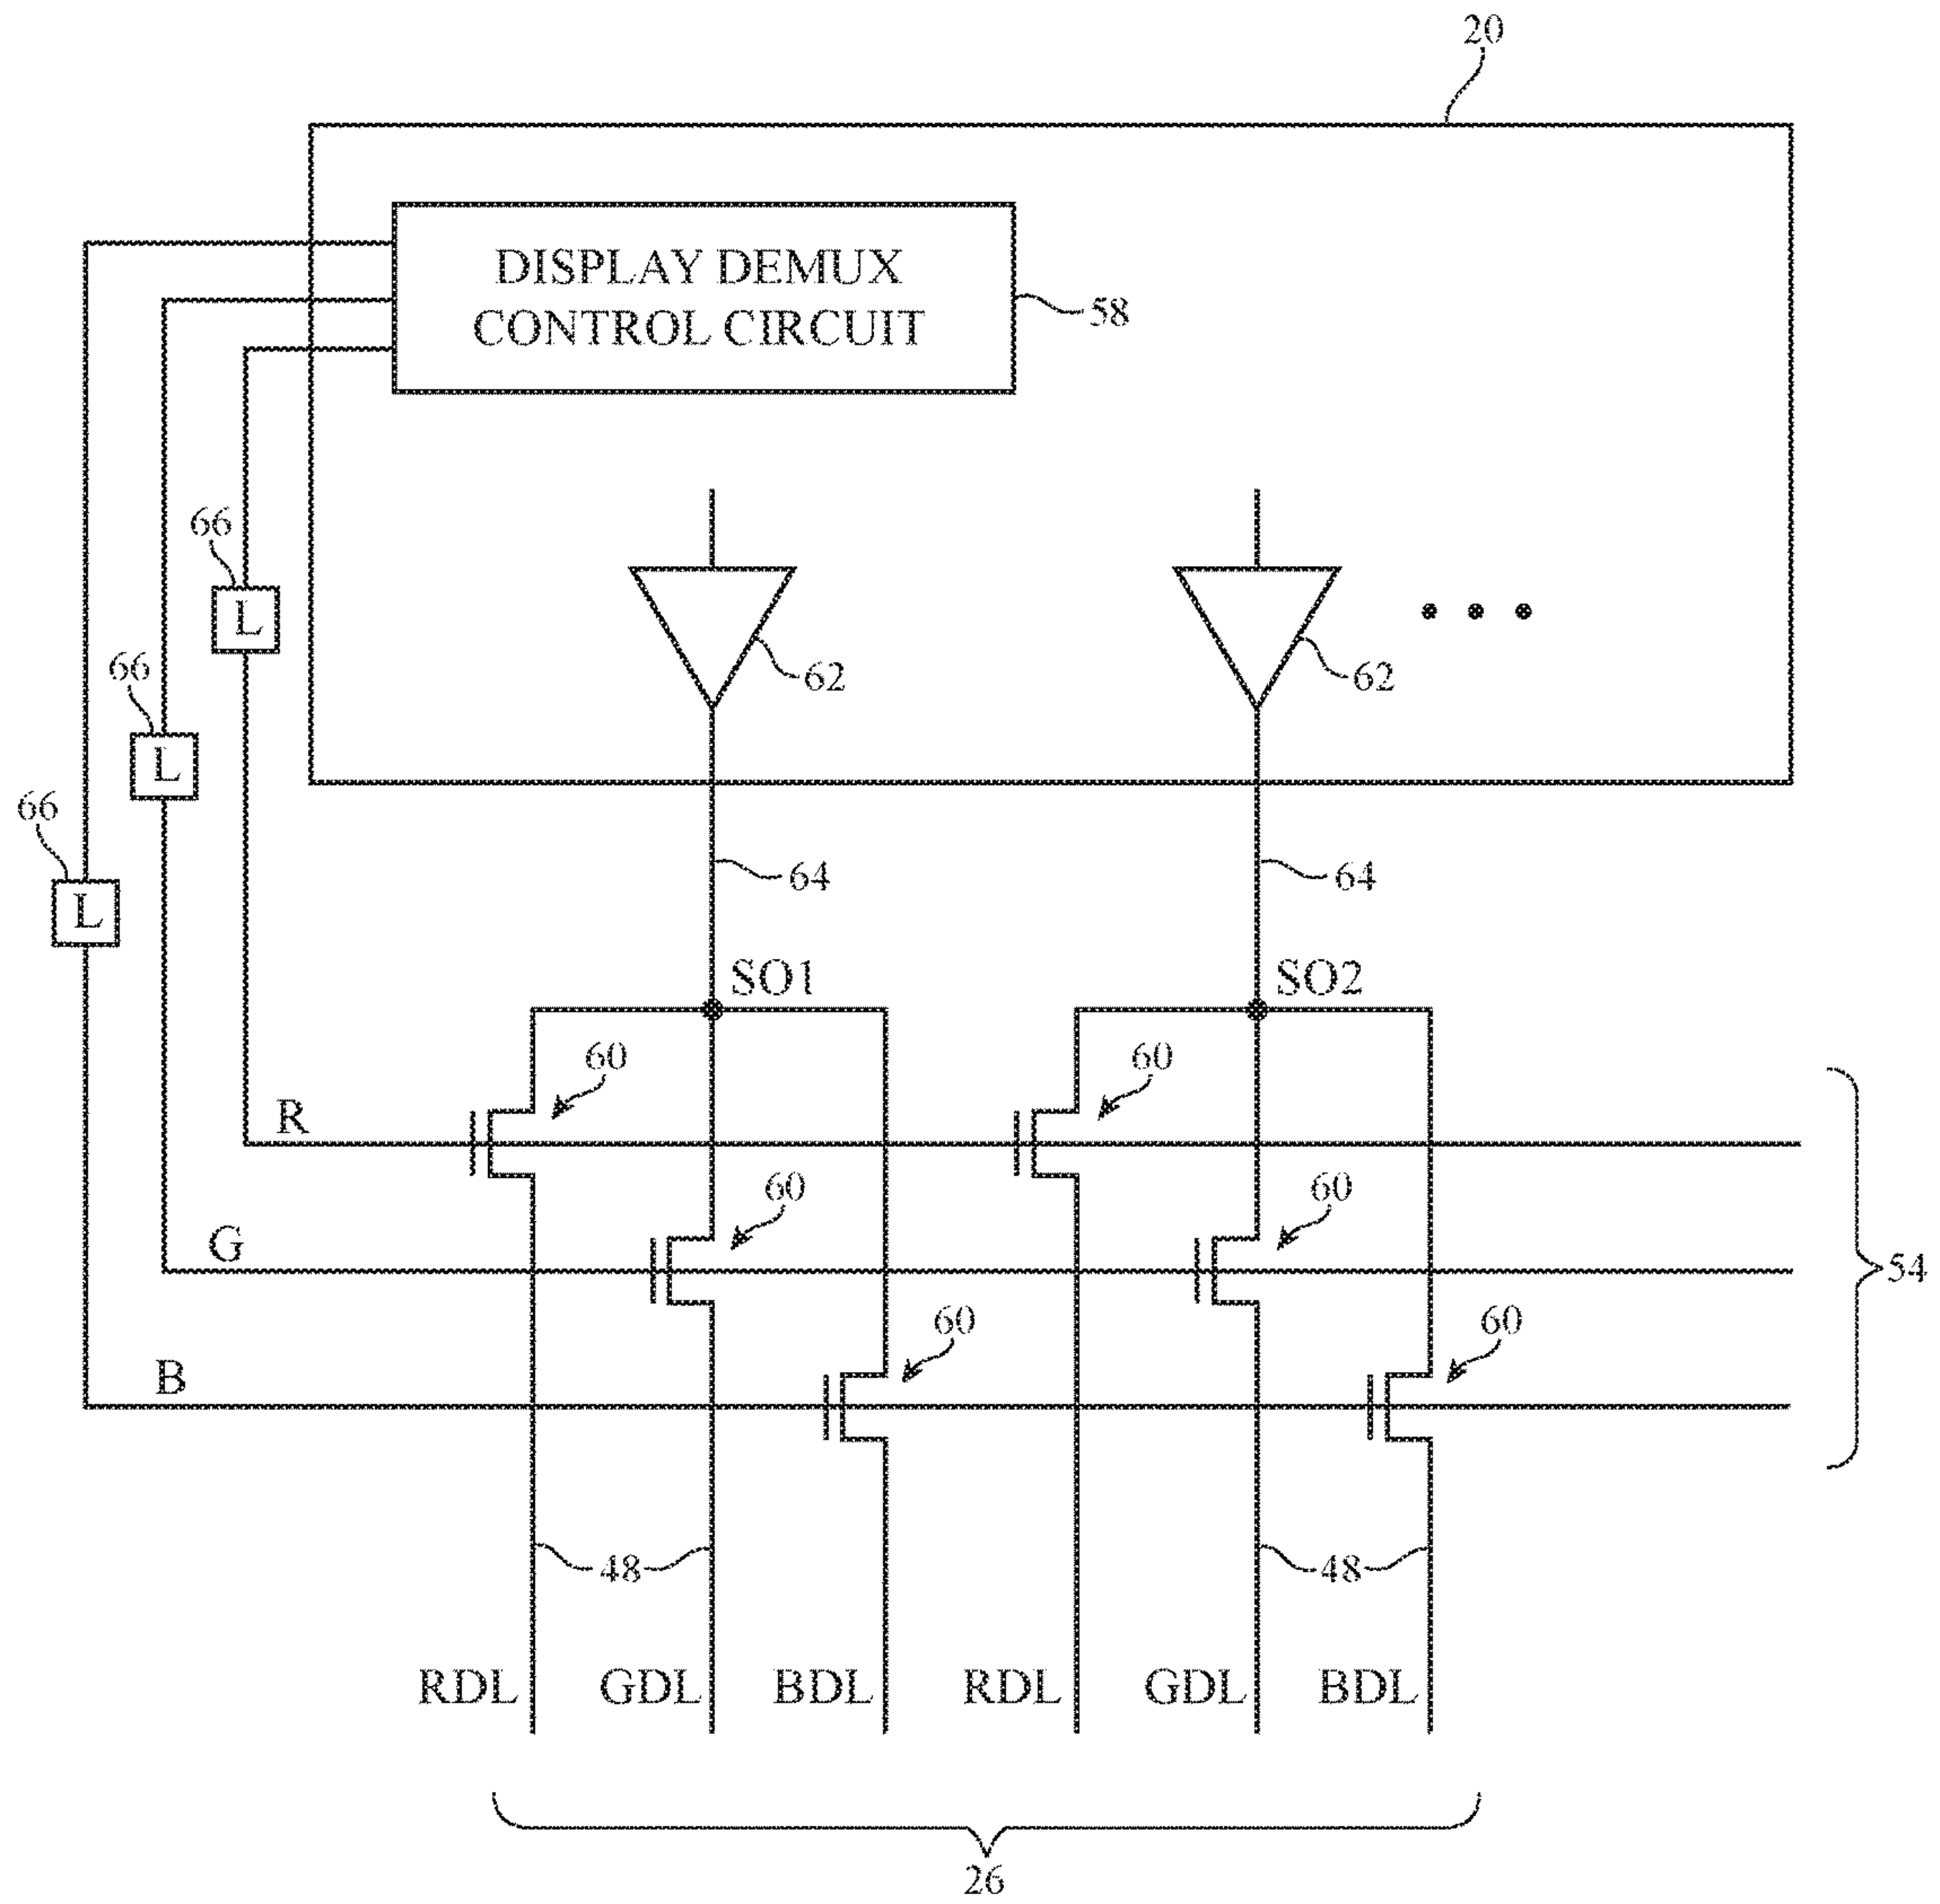 20
DISPLAY DEMUX
CONTROL CIRCUIT
58
66
L
62
62
66
L
66
L
64
64
SO1
SO2
60
60
R
60
60
G
54
60
60
B
48
48
RDL
GDL
BDL
RDL
GDL
BDL
26